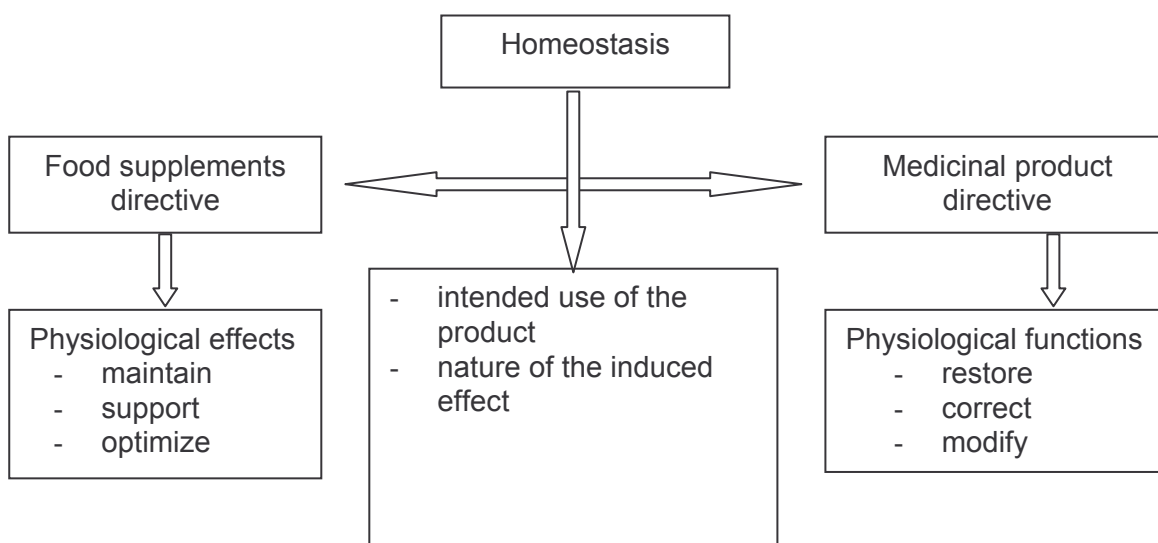 Homeostasis
Food supplements
directive
Medicinal product
directive
Physiological effects
- maintain
- support
- optimize
- intended use of the
product
- nature of the induced
effect
Physiological functions
- restore
- correct
- modify